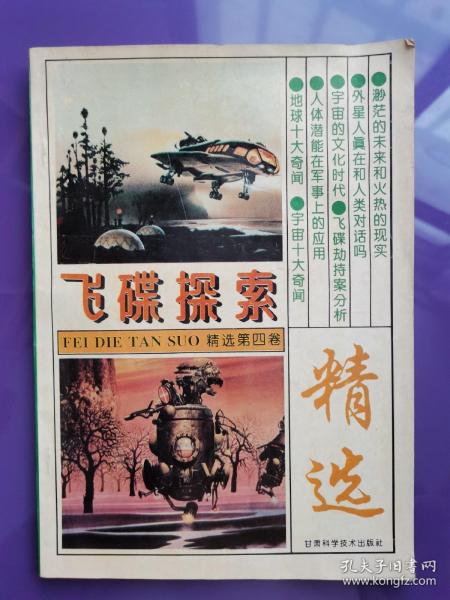 ●渺茫的未来和火热的现实
●外星人真在和人类对话吗
●宇宙的文化时代●飞碟劫持案分析
●人体潜能在军事上的应用
●地球十大奇闻●宇宙十大奇闻
飞碟探索
FEI DIE TAN SUO 精选第四卷
精选
甘肃科学技术出版社
孔夫子旧书网
www.kongfz.com